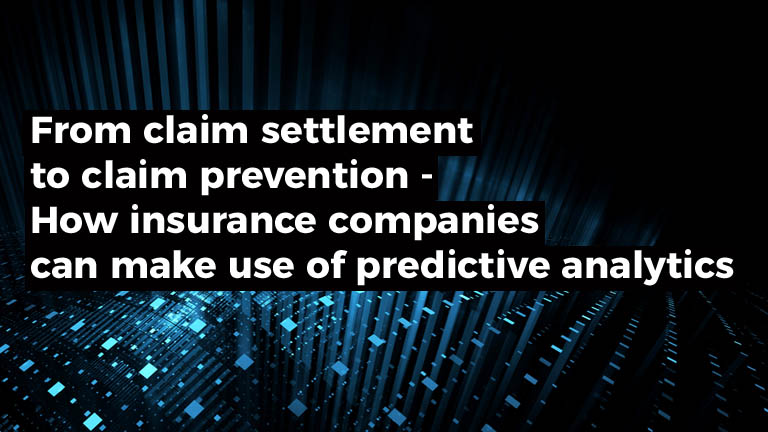 From claim settlement
to claim prevention -
How insurance companies
can make use of predictive analytics